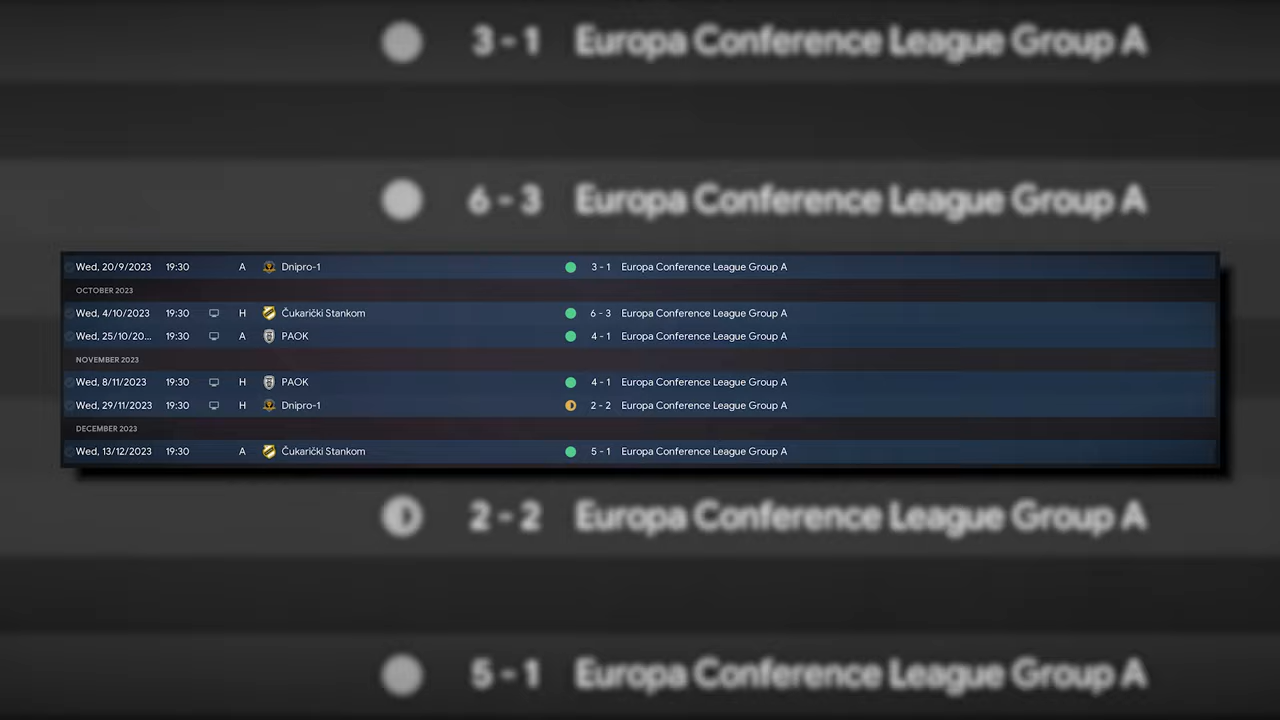 3 - 1 Europa Conference League Group A
6 - 3 Europa Conference League Group A
Wed, 20/9/2023 19:30 A Dnipro-1 3 - 1 Europa Conference League Group A
OCTOBER 2023
Wed, 4/10/2023 19:30 H Čukarički Stankom 6 - 3 Europa Conference League Group A
Wed, 25/10/20... 19:30 A PAOK 4 - 1 Europa Conference League Group A
NOVEMBER 2023
Wed, 8/11/2023 19:30 H PAOK 4 - 1 Europa Conference League Group A
Wed, 29/11/2023 19:30 H Dnipro-1 2 - 2 Europa Conference League Group A
DECEMBER 2023
Wed, 13/12/2023 19:30 A Čukarički Stankom 5 - 1 Europa Conference League Group A
2 - 2 Europa Conference League Group A
5 - 1 Europa Conference League Group A